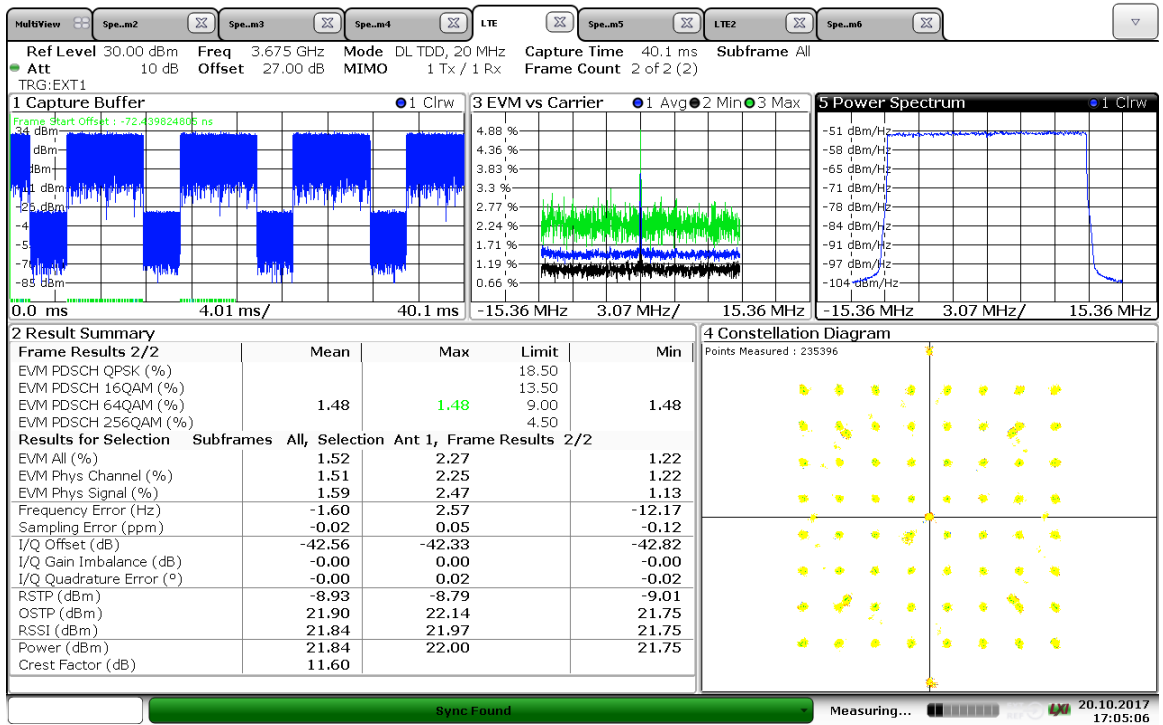 MultiView Spe..m2 Spe..m3 Spe..m4 LTE Spe..m5 LTE2 Spe..m6
Ref Level 30.00 dBm Freq 3.675 GHz Mode DL TDD, 20 MHz Capture Time 40.1 ms Subframe All
Att 10 dB Offset 27.00 dB MIMO 1 Tx / 1 Rx Frame Count 2 of 2 (2)
TRG:EXT1
1 Capture Buffer 1 Clrw
Frame Start Offset : -72.439824805 ns
34 dBm
dBm
dBm
dBm
-25 dBm
-85 dBm
0.0 ms 4.01 ms/ 40.1 ms
3 EVM vs Carrier 1 Avg 2 Min 3 Max
4.88 %
4.36 %
3.83 %
3.3 %
2.77 %
2.24 %
1.71 %
1.19 %
0.66 %
-15.36 MHz 3.07 MHz/ 15.36 MHz
5 Power Spectrum 1 Clrw
-51 dBm/Hz
-58 dBm/Hz
-65 dBm/Hz
-71 dBm/Hz
-78 dBm/Hz
-84 dBm/Hz
-91 dBm/Hz
-97 dBm/Hz
-104 dBm/Hz
-15.36 MHz 3.07 MHz/ 15.36 MHz
2 Result Summary
Frame Results 2/2 Mean Max Limit Min
EVM PDSCH QPSK (%) 18.50
EVM PDSCH 16QAM (%) 13.50
EVM PDSCH 64QAM (%) 1.48 1.48 9.00 1.48
EVM PDSCH 256QAM (%) 4.50
Results for Selection Subframes All, Selection Ant 1, Frame Results 2/2
EVM All (%) 1.52 2.27 1.22
EVM Phys Channel (%) 1.51 2.25 1.22
EVM Phys Signal (%) 1.59 2.47 1.13
Frequency Error (Hz) -1.60 2.57 -12.17
Sampling Error (ppm) -0.02 0.05 -0.12
I/Q Offset (dB) -42.56 -42.33 -42.82
I/Q Gain Imbalance (dB) -0.00 0.00 -0.00
I/Q Quadrature Error (°) -0.00 0.02 -0.02
RSTP (dBm) -8.93 -8.79 -9.01
OSTP (dBm) 21.90 22.14 21.75
RSSI (dBm) 21.84 21.97 21.75
Power (dBm) 21.84 22.00 21.75
Crest Factor (dB) 11.60
4 Constellation Diagram
Points Measured : 235396
Sync Found
Measuring...
LXI
20.10.2017
17:05:06